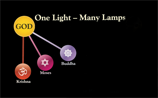 One Light – Many Lamps
GOD
Buddha
Moses
Krishna